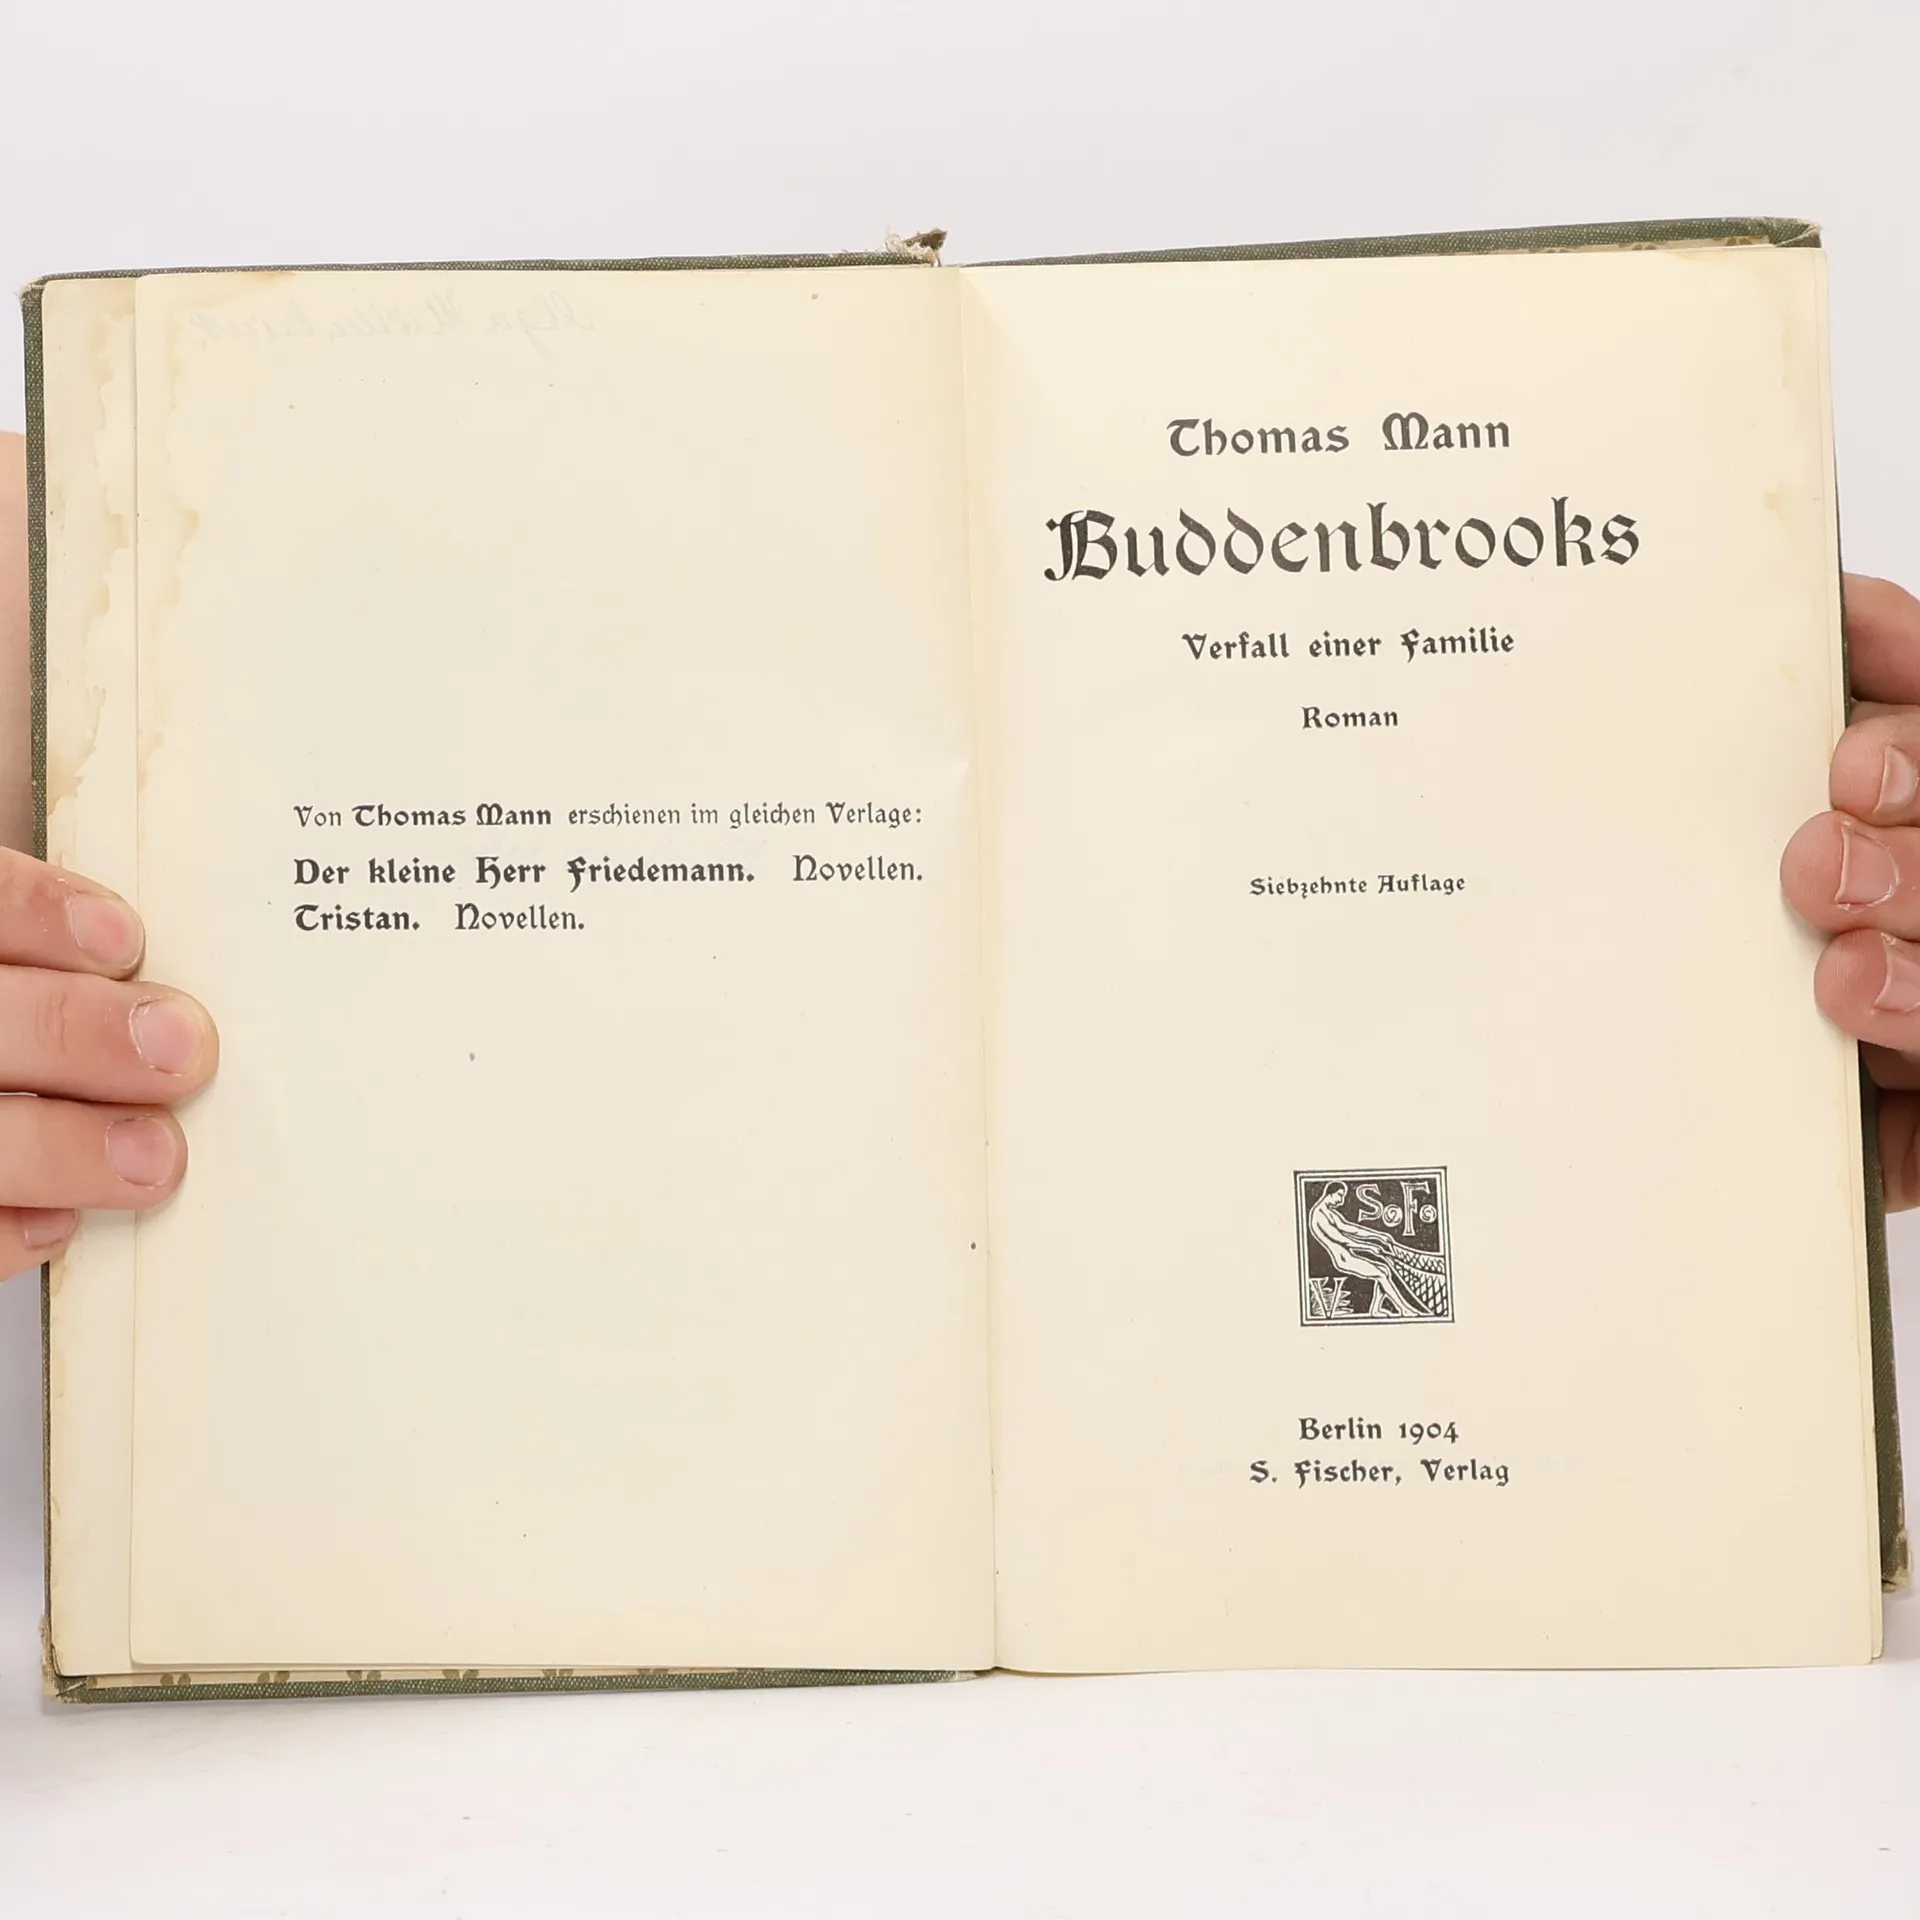 Von Thomas Mann erschienen im gleichen Verlage:
Der kleine Herr Friedemann. Novellen.
Tristan. Novellen.
Thomas Mann
Buddenbrooks
Verfall einer Familie
Roman
Siebzehnte Auflage
S. F.
V
Berlin 1904
S. Fischer, Verlag